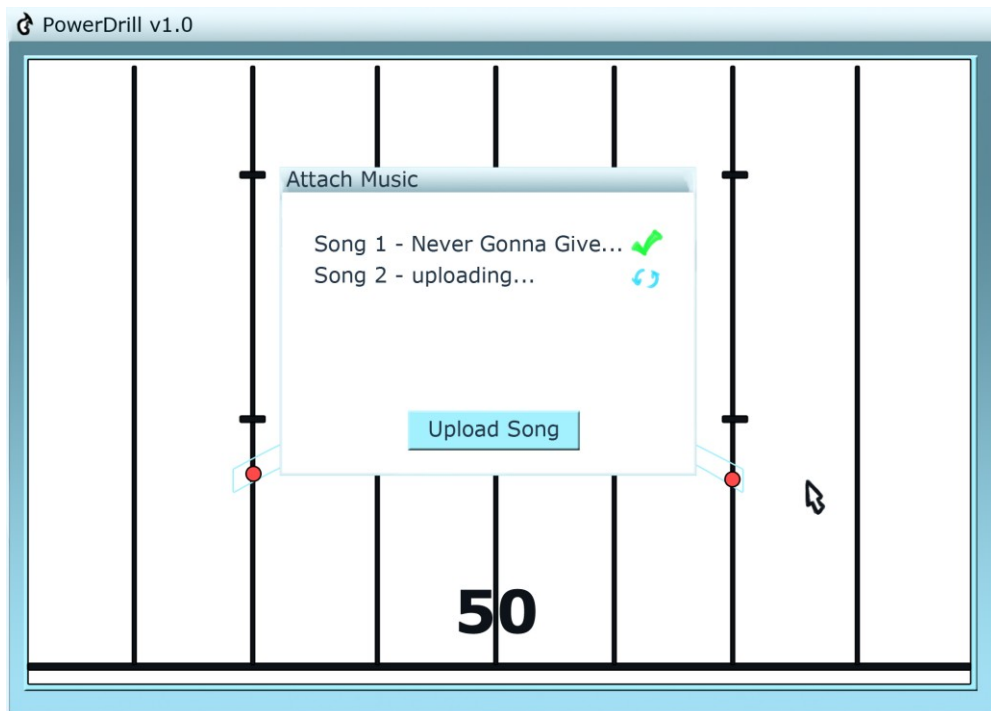 PowerDrill v1.0
Attach Music
Song 1 - Never Gonna Give...
Song 2 - uploading...
Upload Song
50